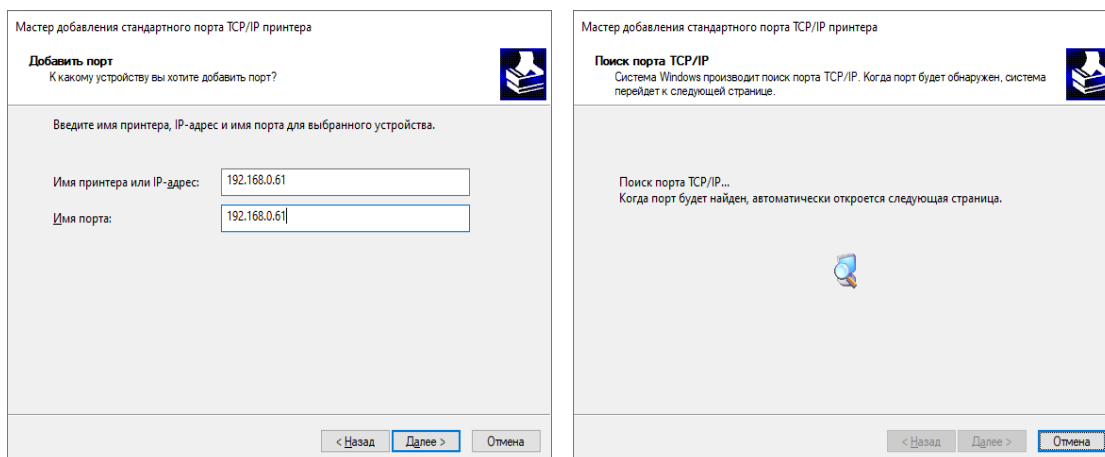 Мастер добавления стандартного порта TCP/IP принтера
Добавить порт
К какому устройству вы хотите добавить порт?
Введите имя принтера, IP-адрес и имя порта для выбранного устройства.
Имя принтера или IP-адрес: 192.168.0.61
Имя порта: 192.168.0.61
< Назад Далее > Отмена
Мастер добавления стандартного порта TCP/IP принтера
Поиск порта TCP/IP
Система Windows производит поиск порта TCP/IP. Когда порт будет обнаружен, система
перейдет к следующей странице.
Поиск порта TCP/IP...
Когда порт будет найден, автоматически откроется следующая страница.
< Назад Далее > Отмена